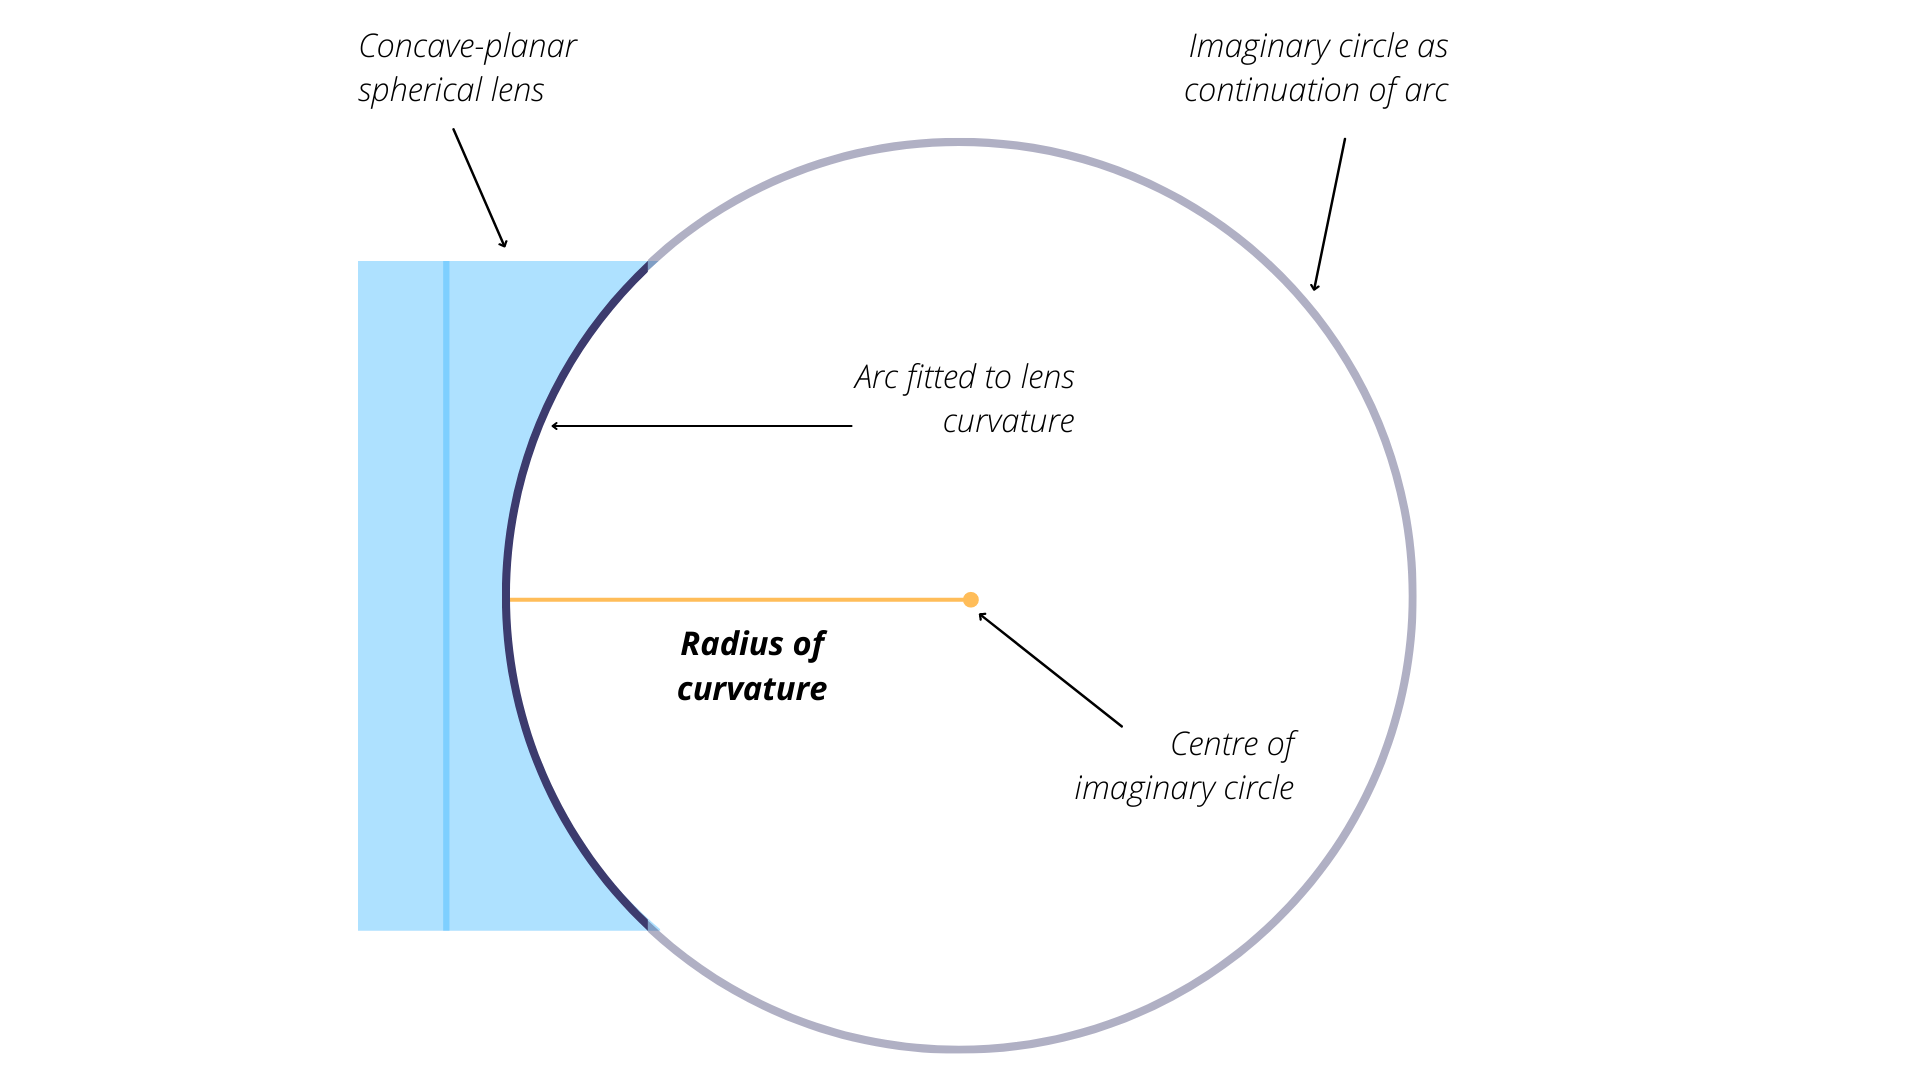 Concave-planar
spherical lens
Imaginary circle as
continuation of arc
Arc fitted to lens
curvature
Radius of
curvature
Centre of
imaginary circle